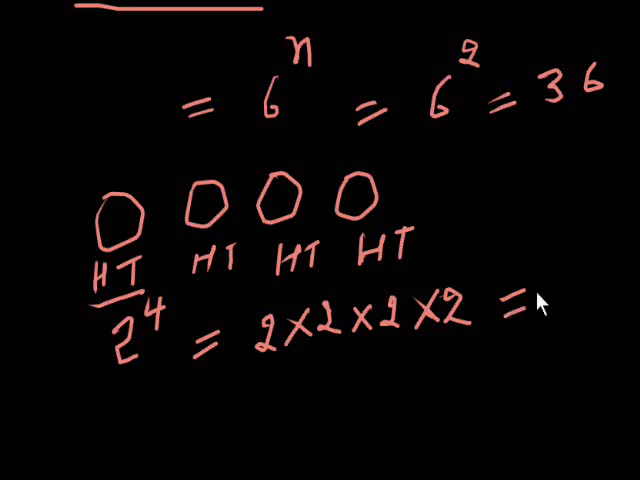 = 6^n = 6^2 = 36
HT HT HT HT
2^4 = 2×2×2×2 =